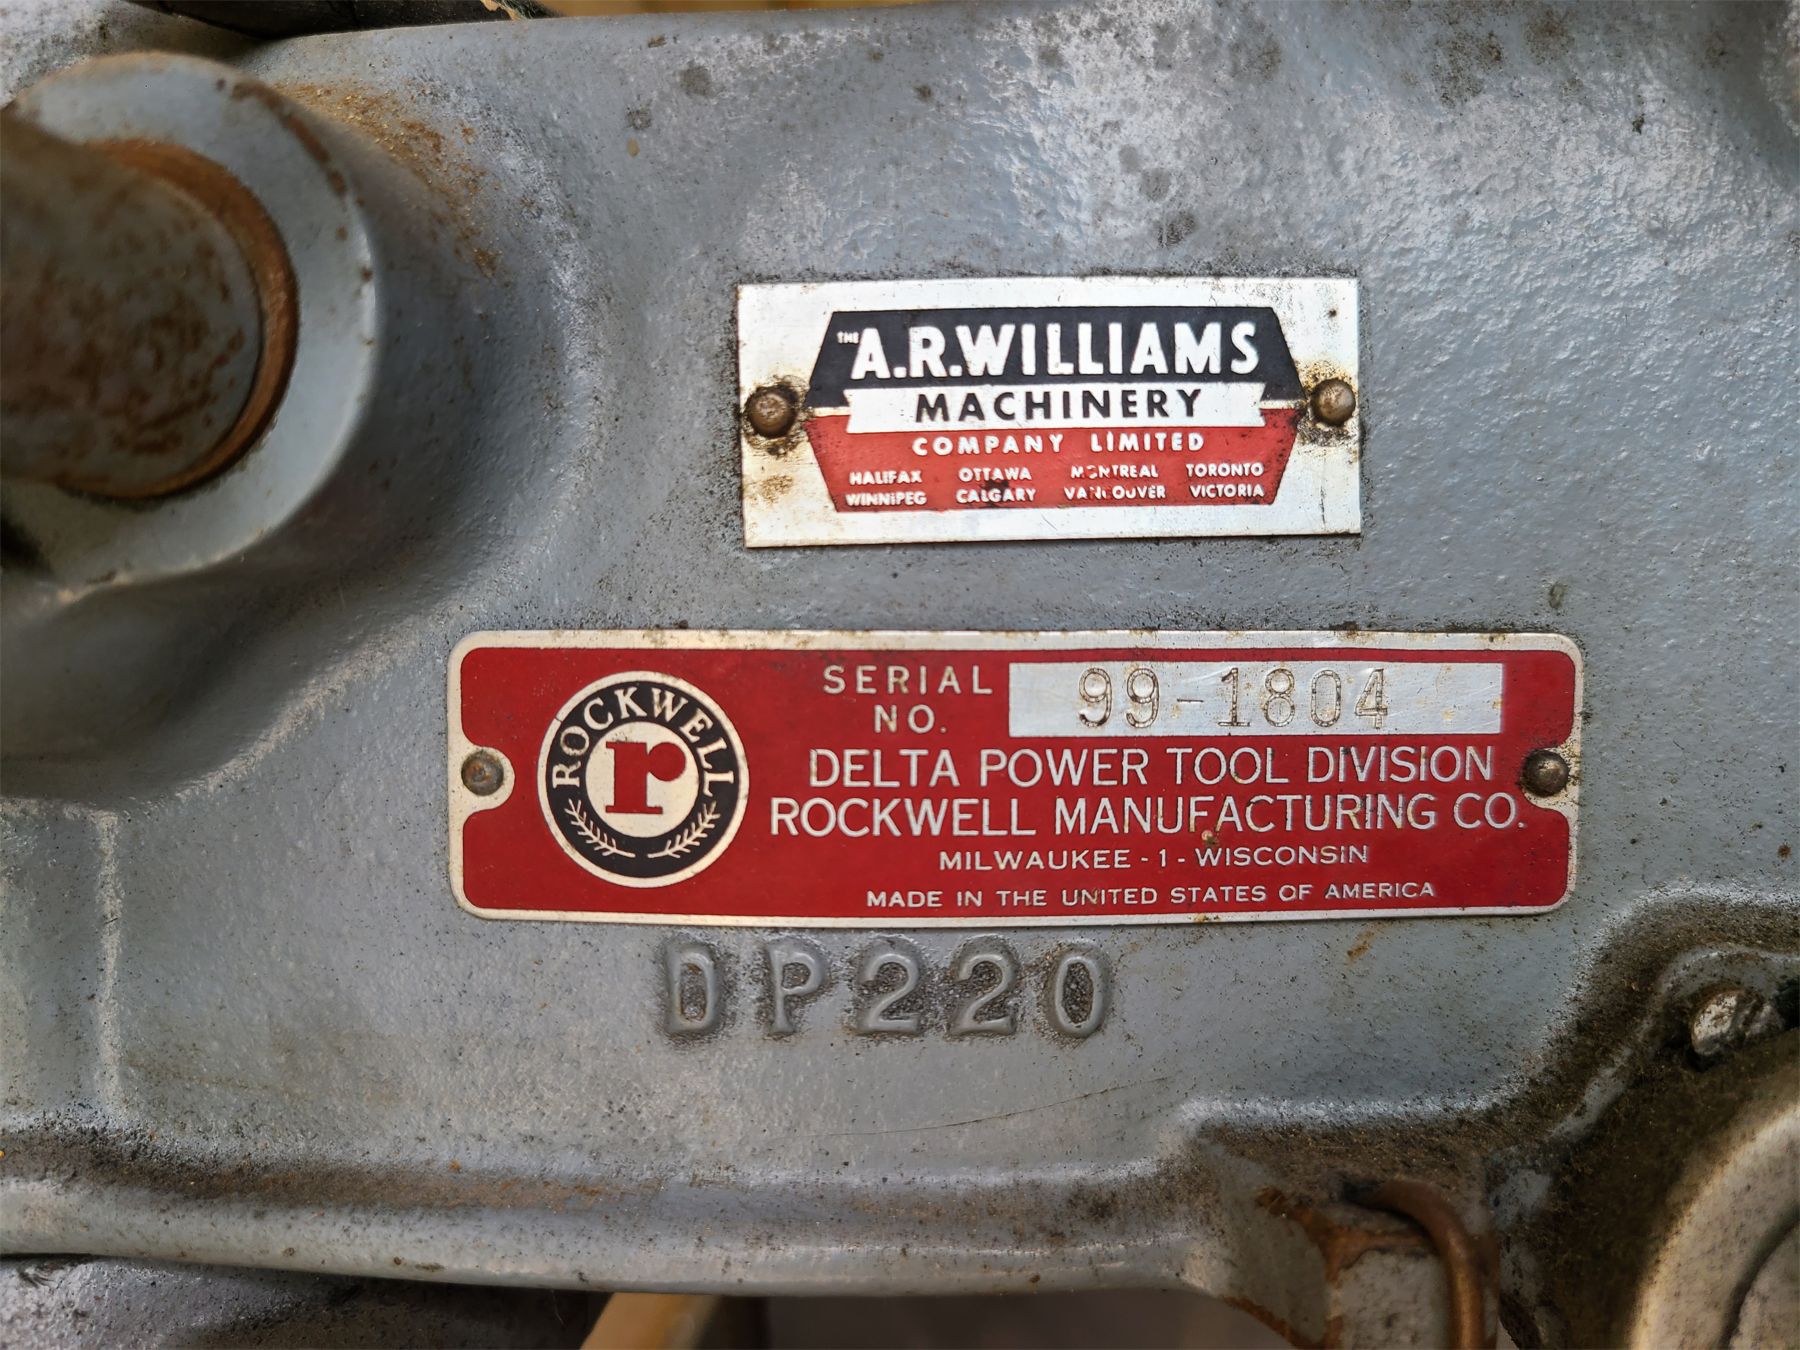 THE A.R.WILLIAMS
MACHINERY
COMPANY LIMITED
HALIFAX OTTAWA MONTREAL TORONTO
WINNIPEG CALGARY VANCOUVER VICTORIA
SERIAL NO. 99-1804
ROCKWELL
r
DELTA POWER TOOL DIVISION
ROCKWELL MANUFACTURING CO.
MILWAUKEE - 1 - WISCONSIN
MADE IN THE UNITED STATES OF AMERICA
DP220